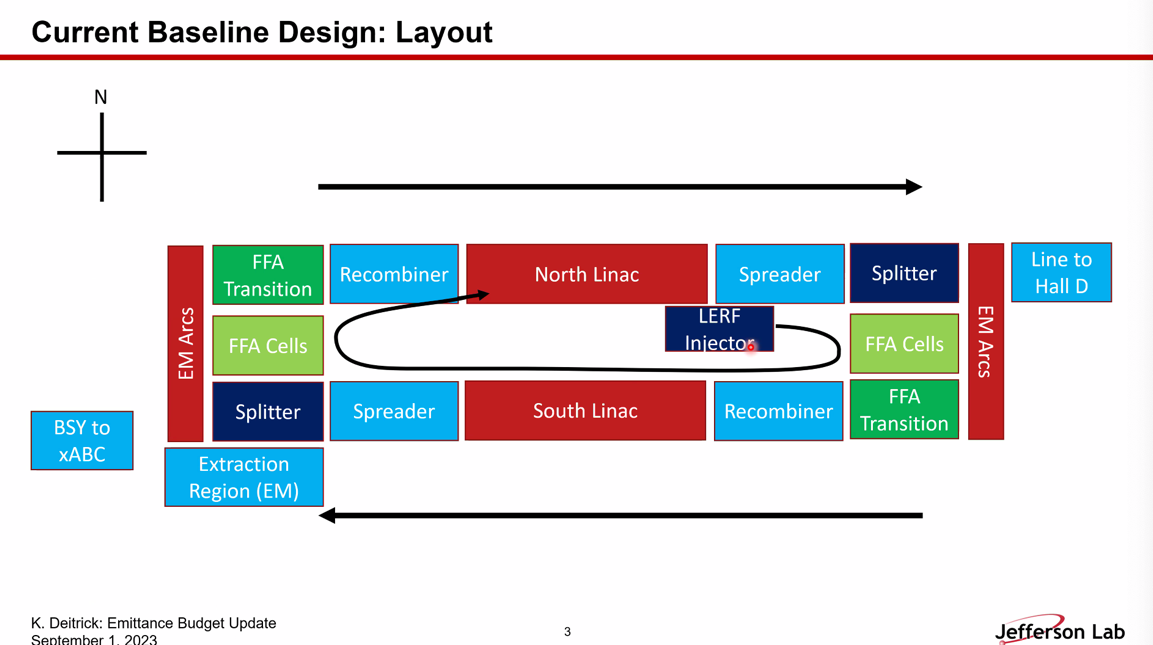 Current Baseline Design: Layout
N
FFA
Transition
Recombiner
North Linac
Spreader
Splitter
Line to
Hall D
LERF
Injector
EM Arcs
FFA Cells
FFA Cells
EM Arcs
Splitter
Spreader
South Linac
Recombiner
FFA
Transition
BSY to
xABC
Extraction
Region (EM)
K. Deitrick: Emittance Budget Update
September 1, 2023
3
Jefferson Lab